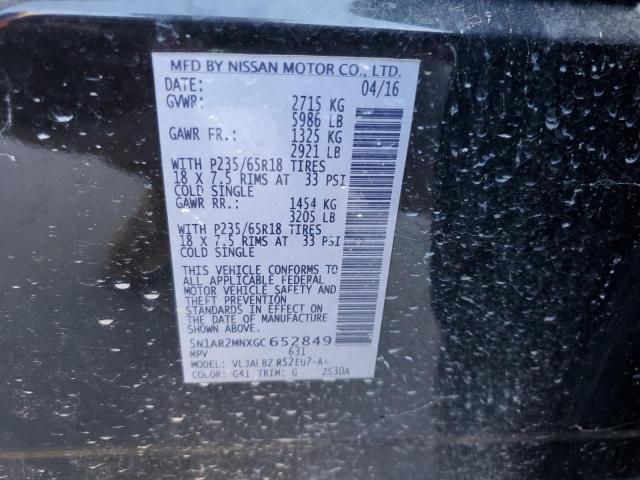 MFD BY NISSAN MOTOR CO., LTD.
DATE: 04/16
GVWR: 2715 KG
5986 LB
GAWR FR.: 1325 KG
2921 LB
WITH P235/65R18 TIRES
18 X 7.5 RIMS AT 33 PSI
COLD SINGLE
GAWR RR.: 1454 KG
3205 LB
WITH P235/65R18 TIRES
18 X 7.5 RIMS AT 33 PSI
COLD SINGLE
THIS VEHICLE CONFORMS TO
ALL APPLICABLE FEDERAL
MOTOR VEHICLE SAFETY AND
THEFT PREVENTION
STANDARDS IN EFFECT ON
THE DATE OF MANUFACTURE
SHOWN ABOVE.
5N1AR2MNXGC652849
MPV 631
MODEL: R52E07-A-
COLOR: G41 TRIM: G 2S30A